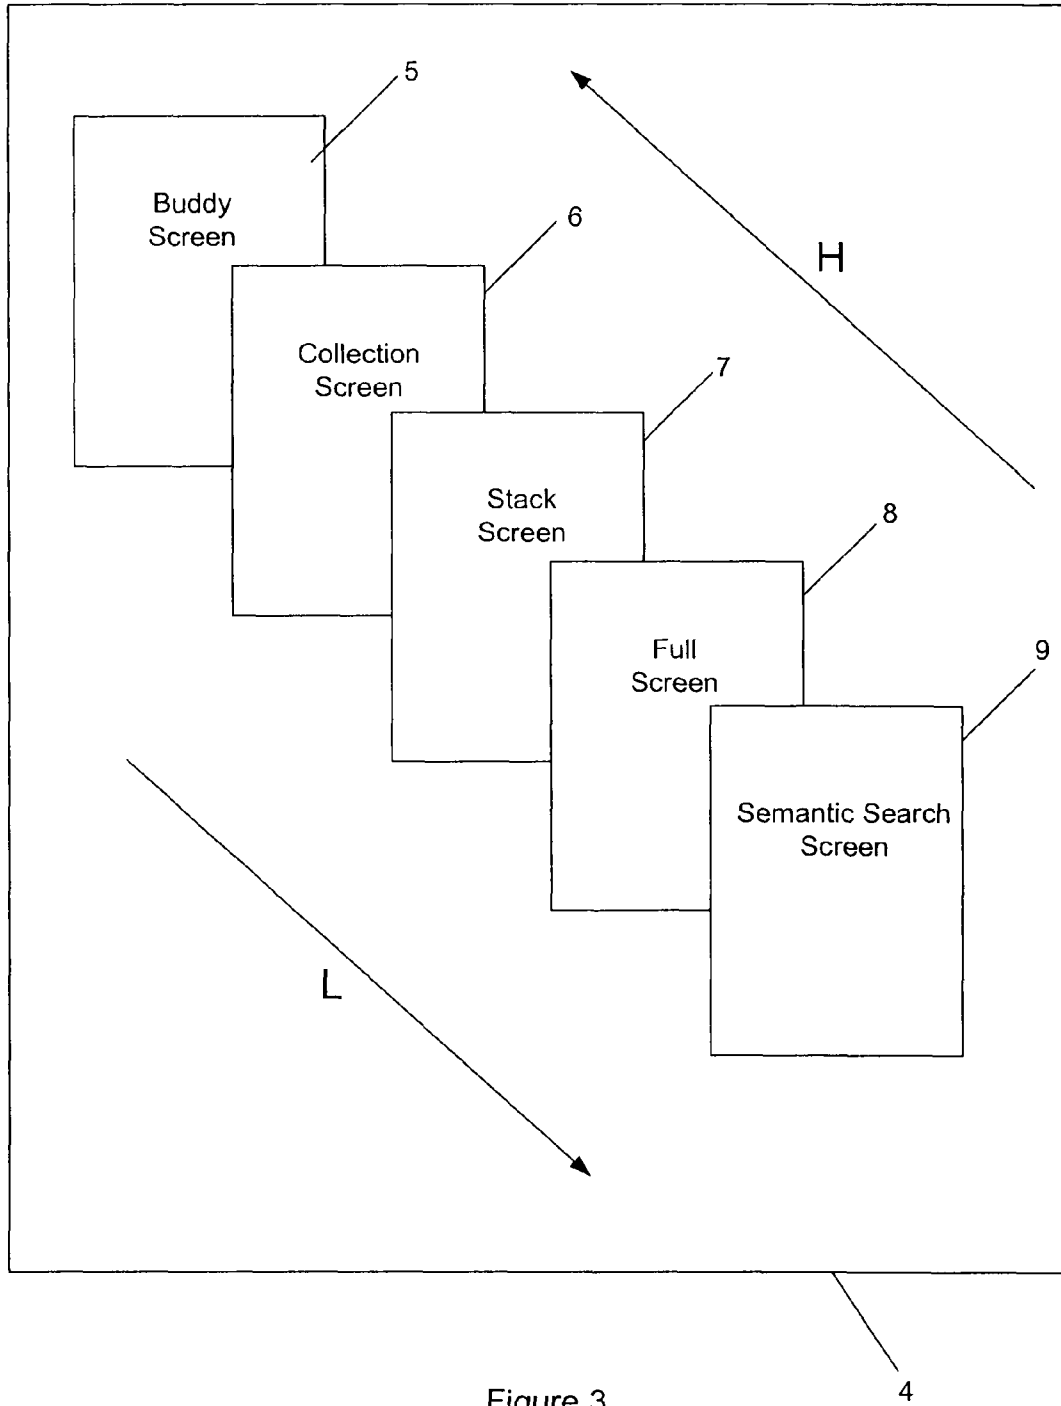 5
Buddy
Screen
6
H
Collection
Screen
7
Stack
Screen
8
Full
Screen
9
Semantic Search
Screen
L
4
Figure 3